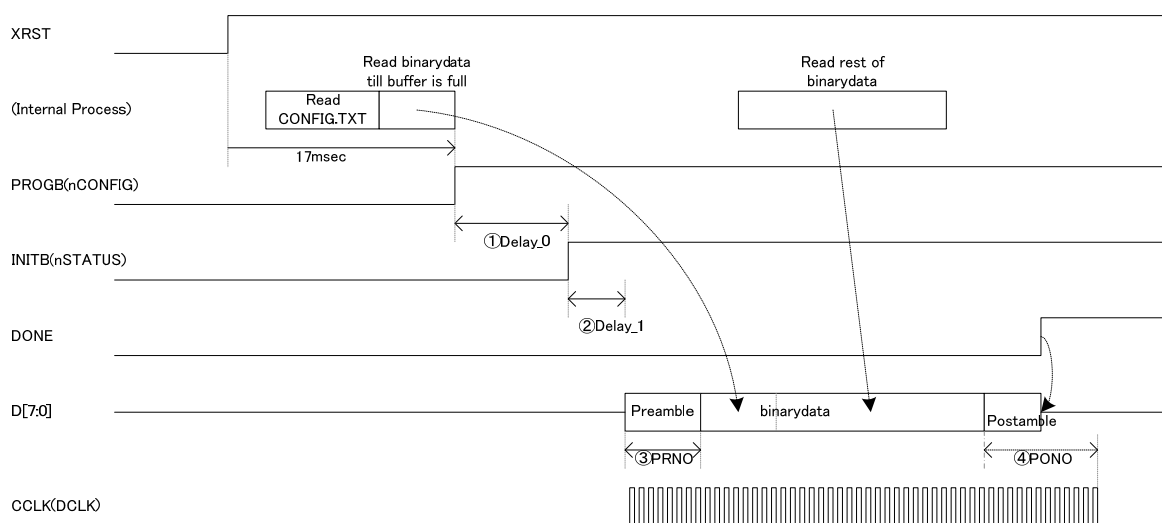 XRST
Read binarydata
till buffer is full
Read rest of
binarydata
(Internal Process)
Read
CONFIG.TXT
17msec
PROGB(nCONFIG)
①Delay_0
INITB(nSTATUS)
②Delay_1
DONE
D[7:0]
Preamble
binarydata
Postamble
③PRNO
④PONO
CCLK(DCLK)